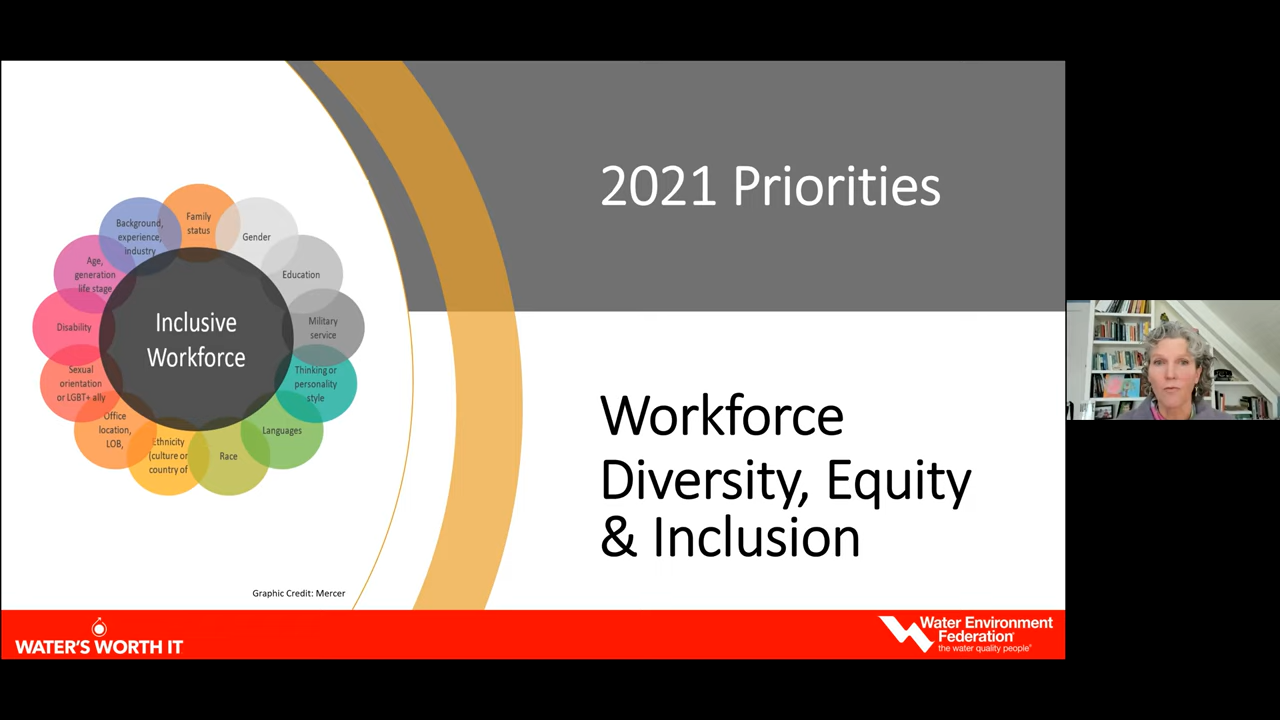 2021 Priorities
Family
status
Gender
Education
Military
service
Thinking or
personality
style
Languages
Race
Ethnicity
(culture or
country of
Office
location,
LOB,
Sexual
orientation
or LGBT+ ally
Disability
Age,
generation
life stage
Background,
experience,
industry
Inclusive
Workforce
Workforce
Diversity, Equity
& Inclusion
Graphic Credit: Mercer
WATER'S WORTH IT
Water Environment
Federation
the water quality people®